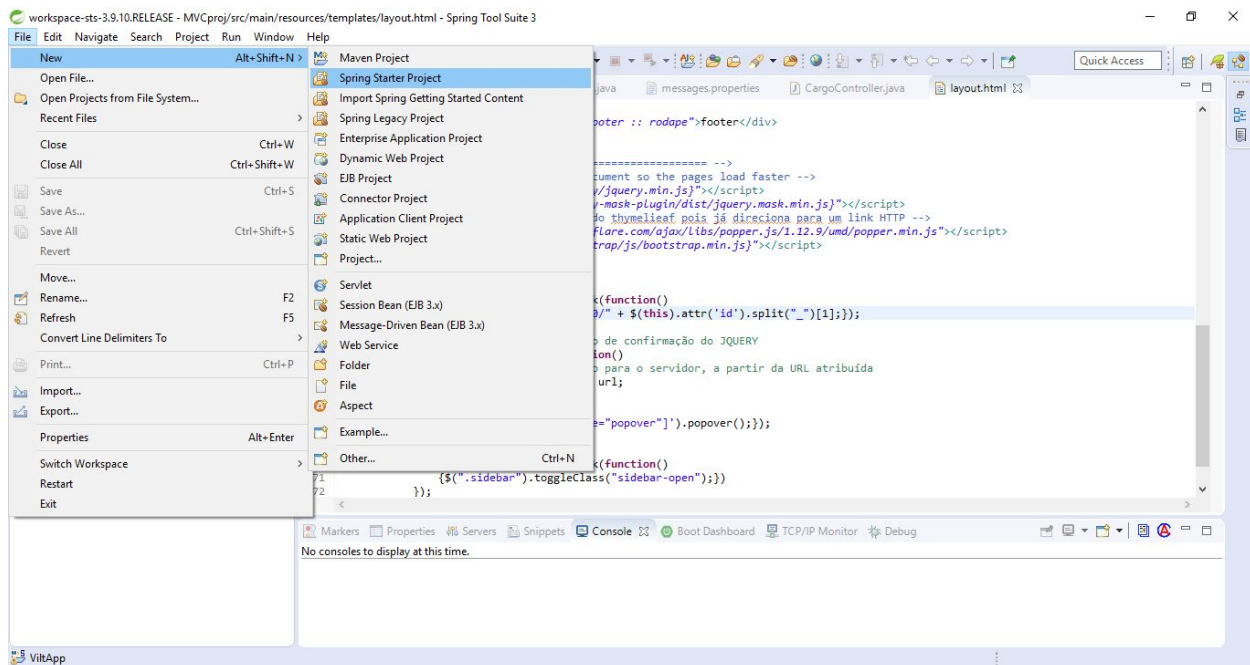 workspace-sts-3.9.10.RELEASE - MVCproj/src/main/resources/templates/layout.html - Spring Tool Suite 3
File Edit Navigate Search Project Run Window Help
New Alt+Shift+N >
Open File...
Open Projects from File System...
Recent Files >
Close Ctrl+W
Close All Ctrl+Shift+W
Save Ctrl+S
Save As...
Save All Ctrl+Shift+S
Revert
Move...
Rename... F2
Refresh F5
Convert Line Delimiters To >
Print... Ctrl+P
Import...
Export...
Properties Alt+Enter
Switch Workspace >
Restart
Exit
Maven Project
Spring Starter Project
Import Spring Getting Started Content
Spring Legacy Project
Enterprise Application Project
Dynamic Web Project
EJB Project
Connector Project
Application Client Project
Static Web Project
Project...
Servlet
Session Bean (EJB 3.x)
Message-Driven Bean (EJB 3.x)
Web Service
Folder
File
Aspect
Example...
Other... Ctrl+N
Quick Access
.java messages.properties CargoController.java layout.html
ooter :: rodape">footer</div>
================== -->
cument so the pages load faster -->
y/jquery.min.js}"></script>
y-mask-plugin/dist/jquery.mask.min.js}"></script>
do thymelieaf pois já direciona para um link HTTP -->
flare.com/ajax/libs/popper.js/1.12.9/umd/popper.min.js"></script>
trap/js/bootstrap.min.js}"></script>
k(function()
/" + $(this).attr('id').split("_")[1];});
o de confirmação do JQUERY
ion()
o para o servidor, a partir da URL atribuída
url;
e="popover"]').popover();});
k(function()
71 {$(".sidebar").toggleClass("sidebar-open");})
72 });
Markers Properties Servers Snippets Console Boot Dashboard TCP/IP Monitor Debug
No consoles to display at this time.
ViltApp